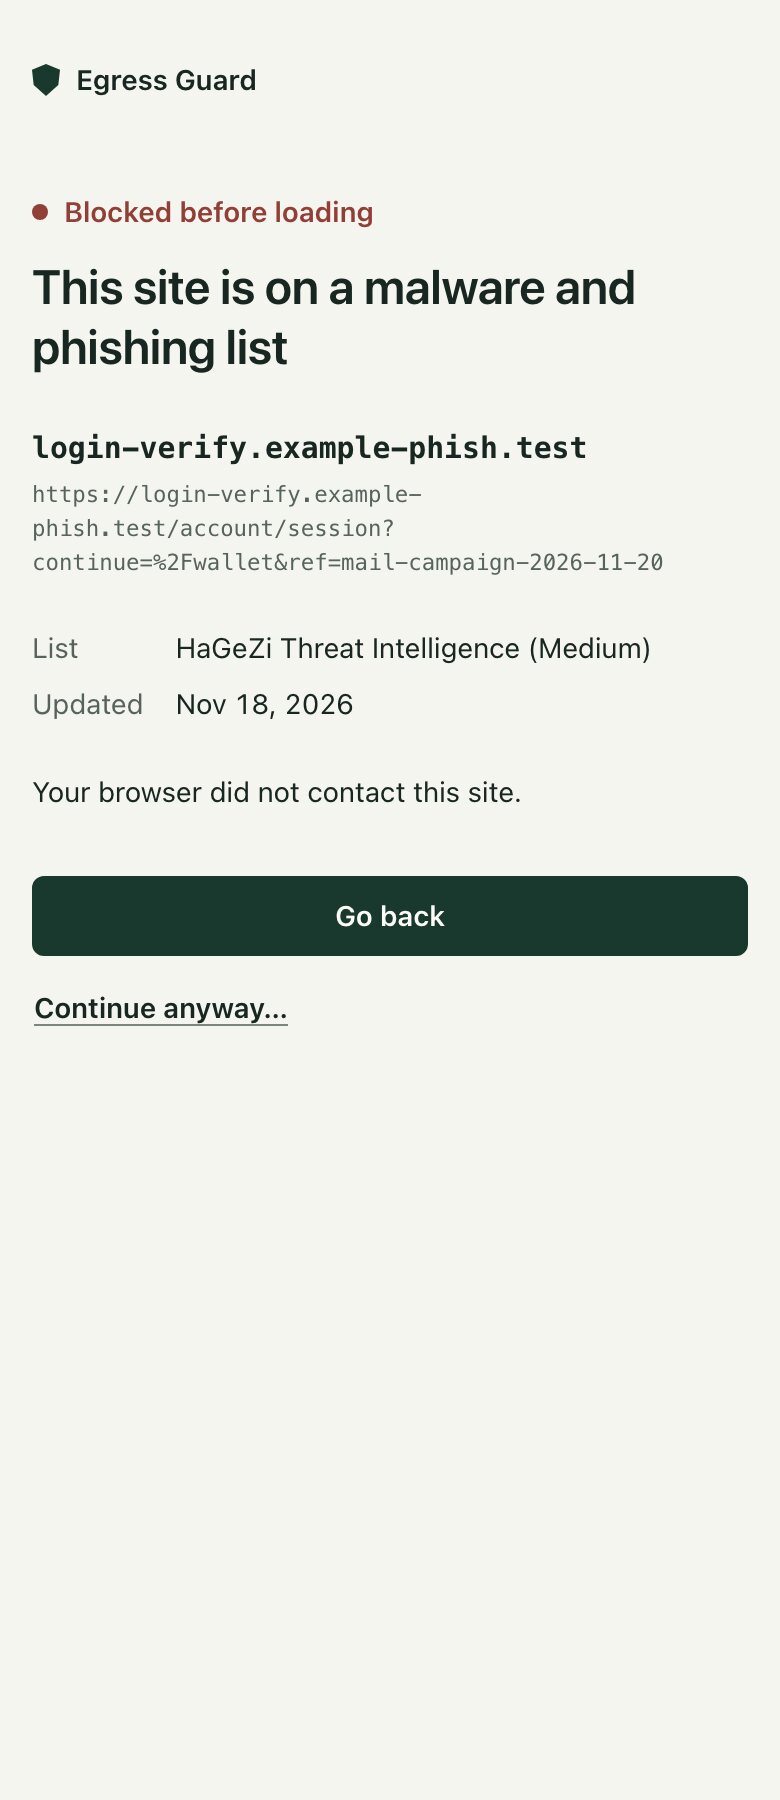 Egress Guard
Blocked before loading
This site is on a malware and
phishing list
login-verify.example-phish.test
https://login-verify.example-
phish.test/account/session?
continue=%2Fwallet&ref=mail-campaign-2026-11-20
List HaGeZi Threat Intelligence (Medium)
Updated Nov 18, 2026
Your browser did not contact this site.
Go back
Continue anyway...